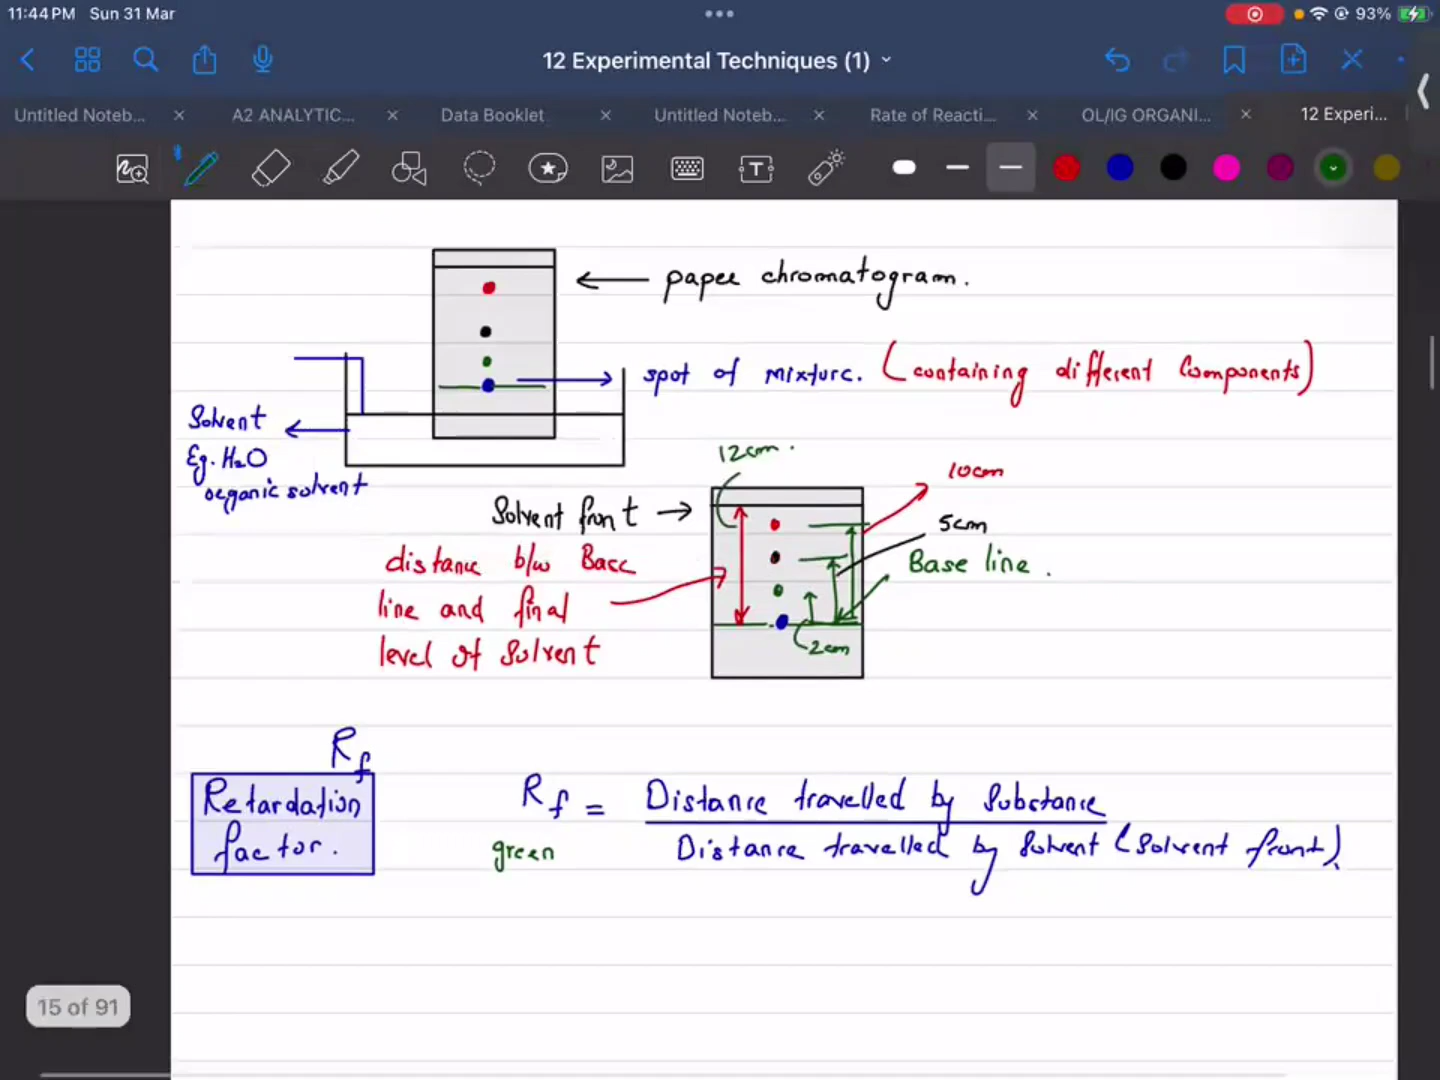 11:44 PM Sun 31 Mar
93%
12 Experimental Techniques (1)
Untitled Noteb...
A2 ANALYTIC...
Data Booklet
Untitled Noteb...
Rate of Reacti...
OL/IG ORGANI...
12 Experi...
paper chromatogram.
spot of mixture. (containing different Components)
Solvent
Eg. H2O
organic solvent
12cm.
10cm
Solvent front
5cm
distance b/w Base
line and final
level of Solvent
Base line.
2cm
Rf
Retardation
factor.
Rf = Distance travelled by Substance
green
Distance travelled by Solvent (Solvent front).
15 of 91